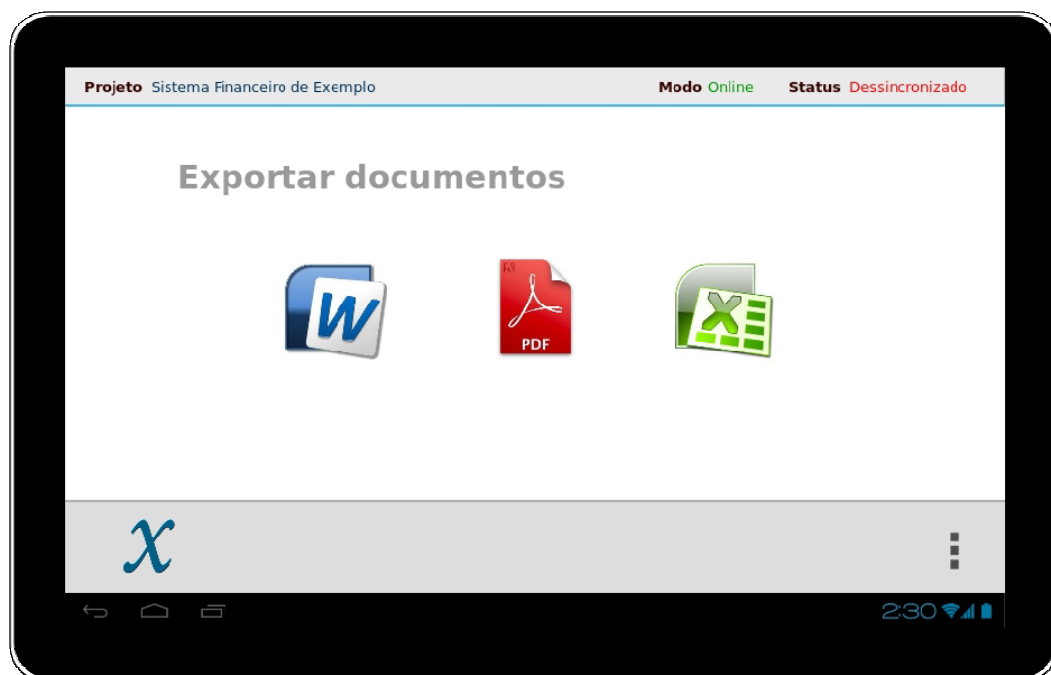 Projeto Sistema Financeiro de Exemplo Modo Online Status Dessincronizado
Exportar documentos
W PDF X
X
2:30